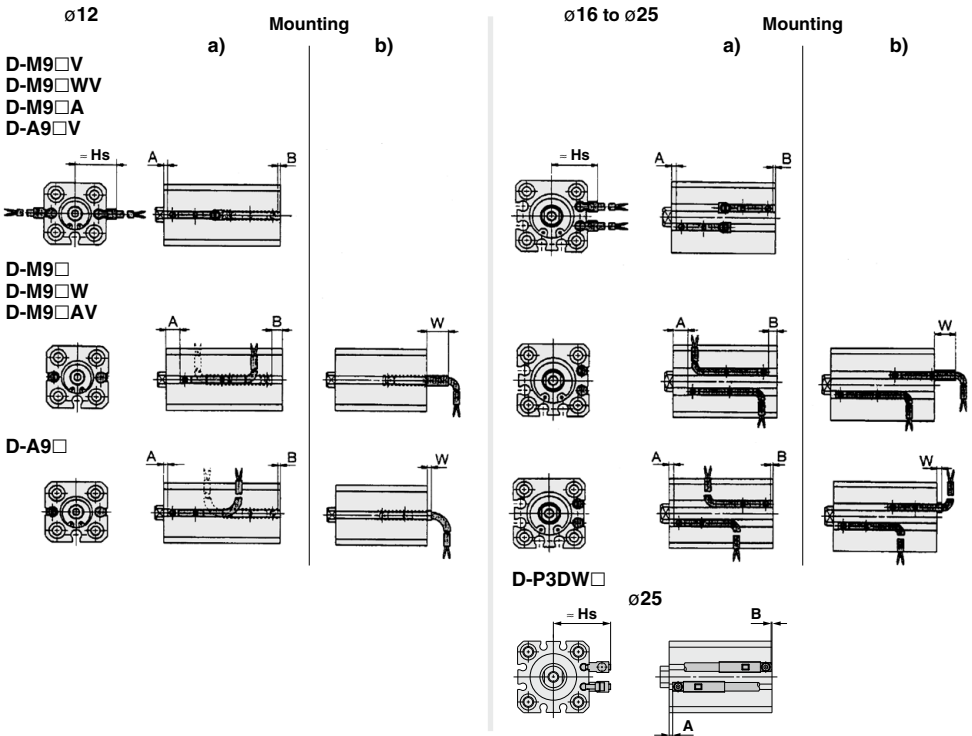 ø12
Mounting
a)
b)
D-M9□V
D-M9□WV
D-M9□A
D-A9□V
≈ Hs
A
B
D-M9□
D-M9□W
D-M9□AV
A
B
W
D-A9□
A
B
W
ø16 to ø25
Mounting
a)
b)
≈ Hs
A
B
A
B
W
A
B
W
D-P3DW□
ø25
≈ Hs
B
A